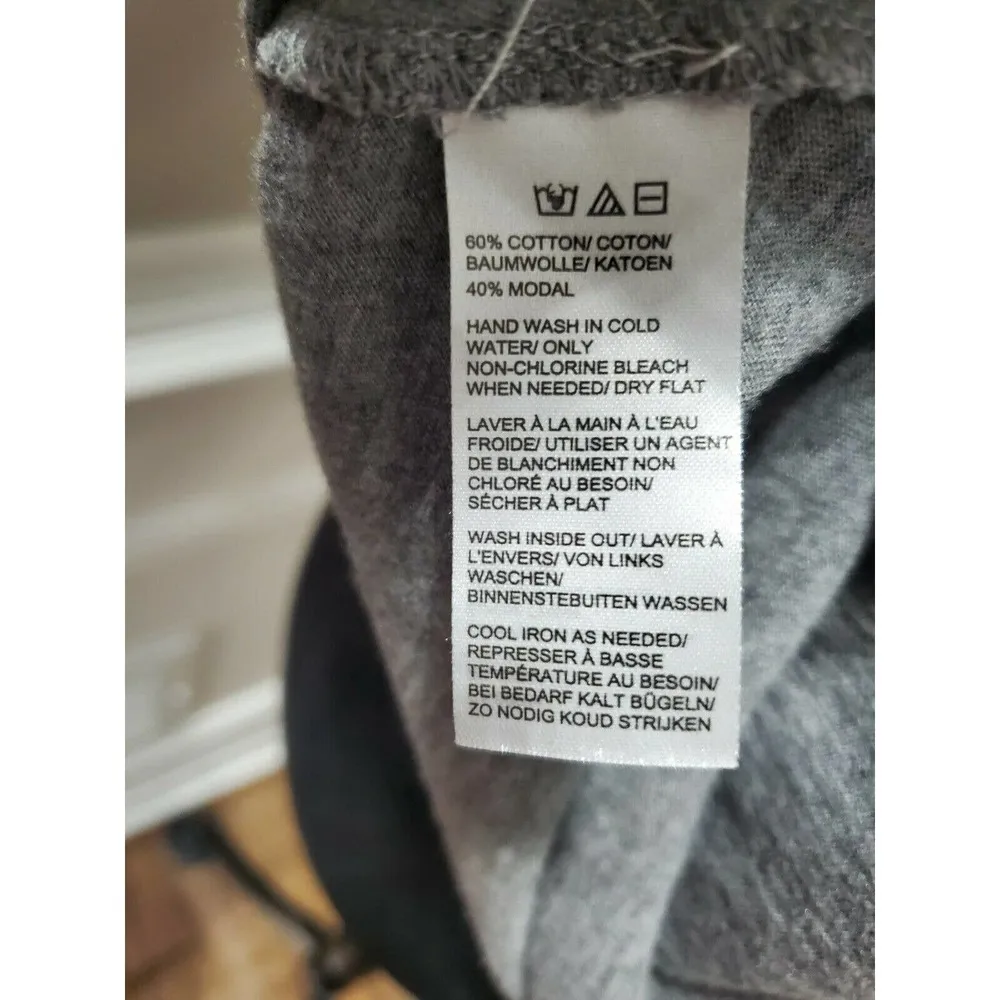 60% COTTON/ COTON/
BAUMWOLLE/ KATOEN
40% MODAL
HAND WASH IN COLD
WATER/ ONLY
NON-CHLORINE BLEACH
WHEN NEEDED/ DRY FLAT
LAVER À LA MAIN À L'EAU
FROIDE/ UTILISER UN AGENT
DE BLANCHIMENT NON
CHLORÉ AU BESOIN/
SÉCHER À PLAT
WASH INSIDE OUT/ LAVER À
L'ENVERS/ VON LINKS
WASCHEN/
BINNENSTEBUITEN WASSEN
COOL IRON AS NEEDED/
REPRESSER À BASSE
TEMPÉRATURE AU BESOIN/
BEI BEDARF KALT BÜGELN/
ZO NODIG KOUD STRIJKEN